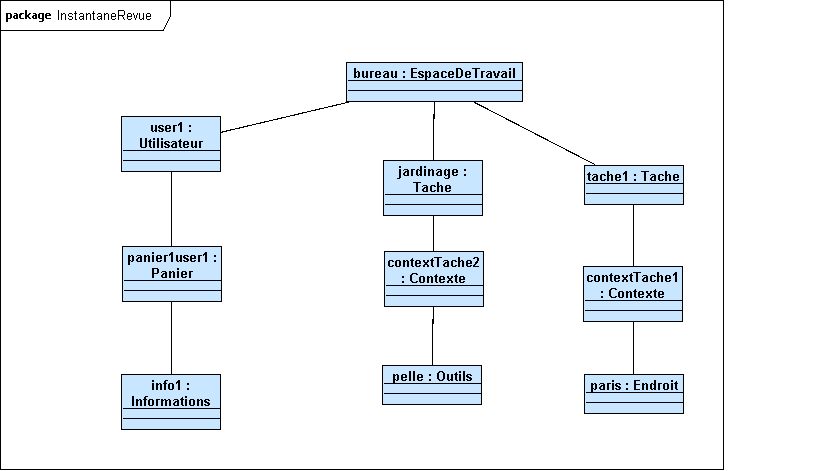 package InstantaneRevue
bureau : EspaceDeTravail
user1 :
Utilisateur
jardinage :
Tache
tache1 : Tache
panier1user1 :
Panier
contextTache2
: Contexte
contextTache1
: Contexte
info1 :
Informations
pelle : Outils
paris : Endroit